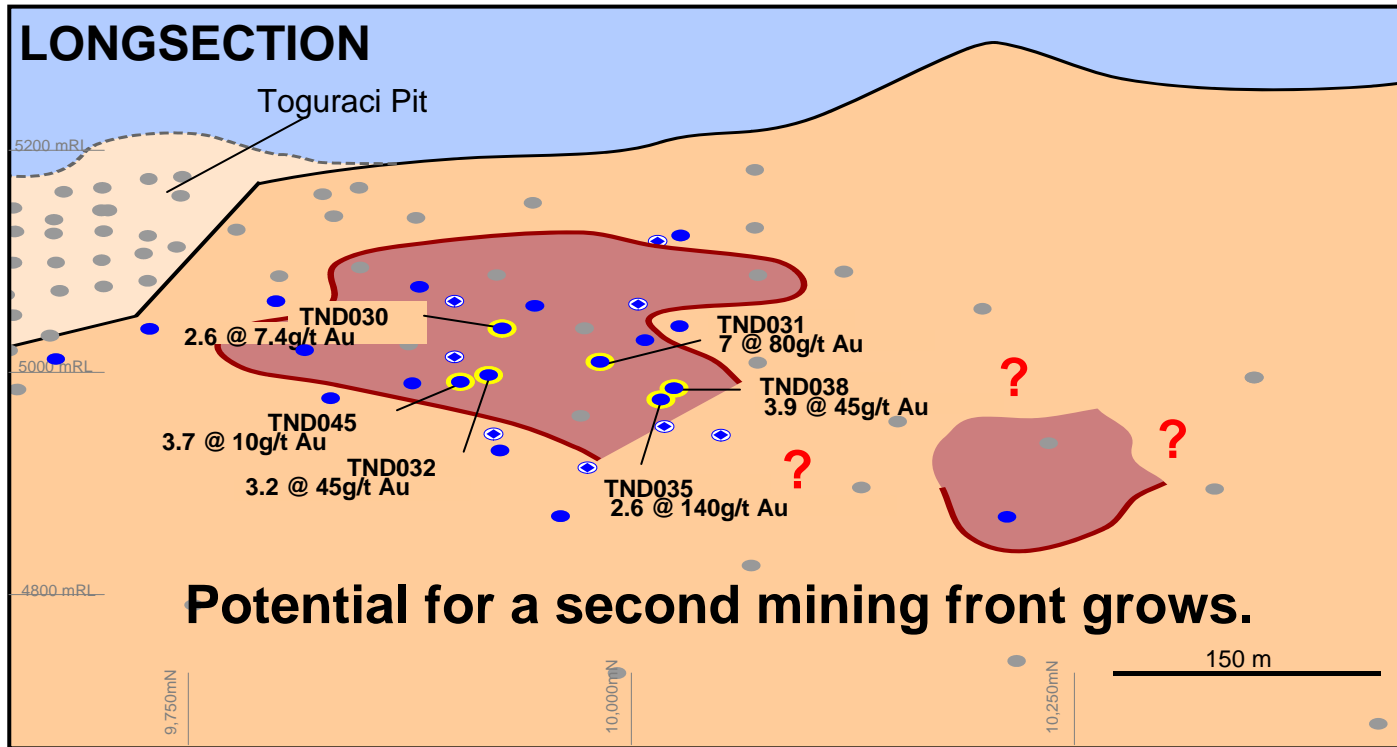 LONGSECTION
Toguraci Pit
5200 mRL
TND030
2.6 @ 7.4g/t Au
TND031
7 @ 80g/t Au
5000 mRL
TND038
3.9 @ 45g/t Au
TND045
3.7 @ 10g/t Au
?
?
?
TND032
3.2 @ 45g/t Au
TND035
2.6 @ 140g/t Au
4800 mRL
Potential for a second mining front grows.
150 m
9,750mN
10,000mN
10,250mN